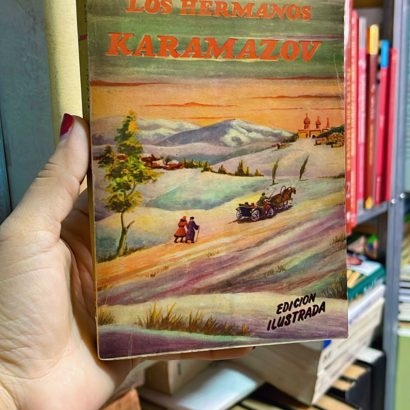 LOS HERMANOS
KARAMAZOV
EDICION
ILUSTRADA